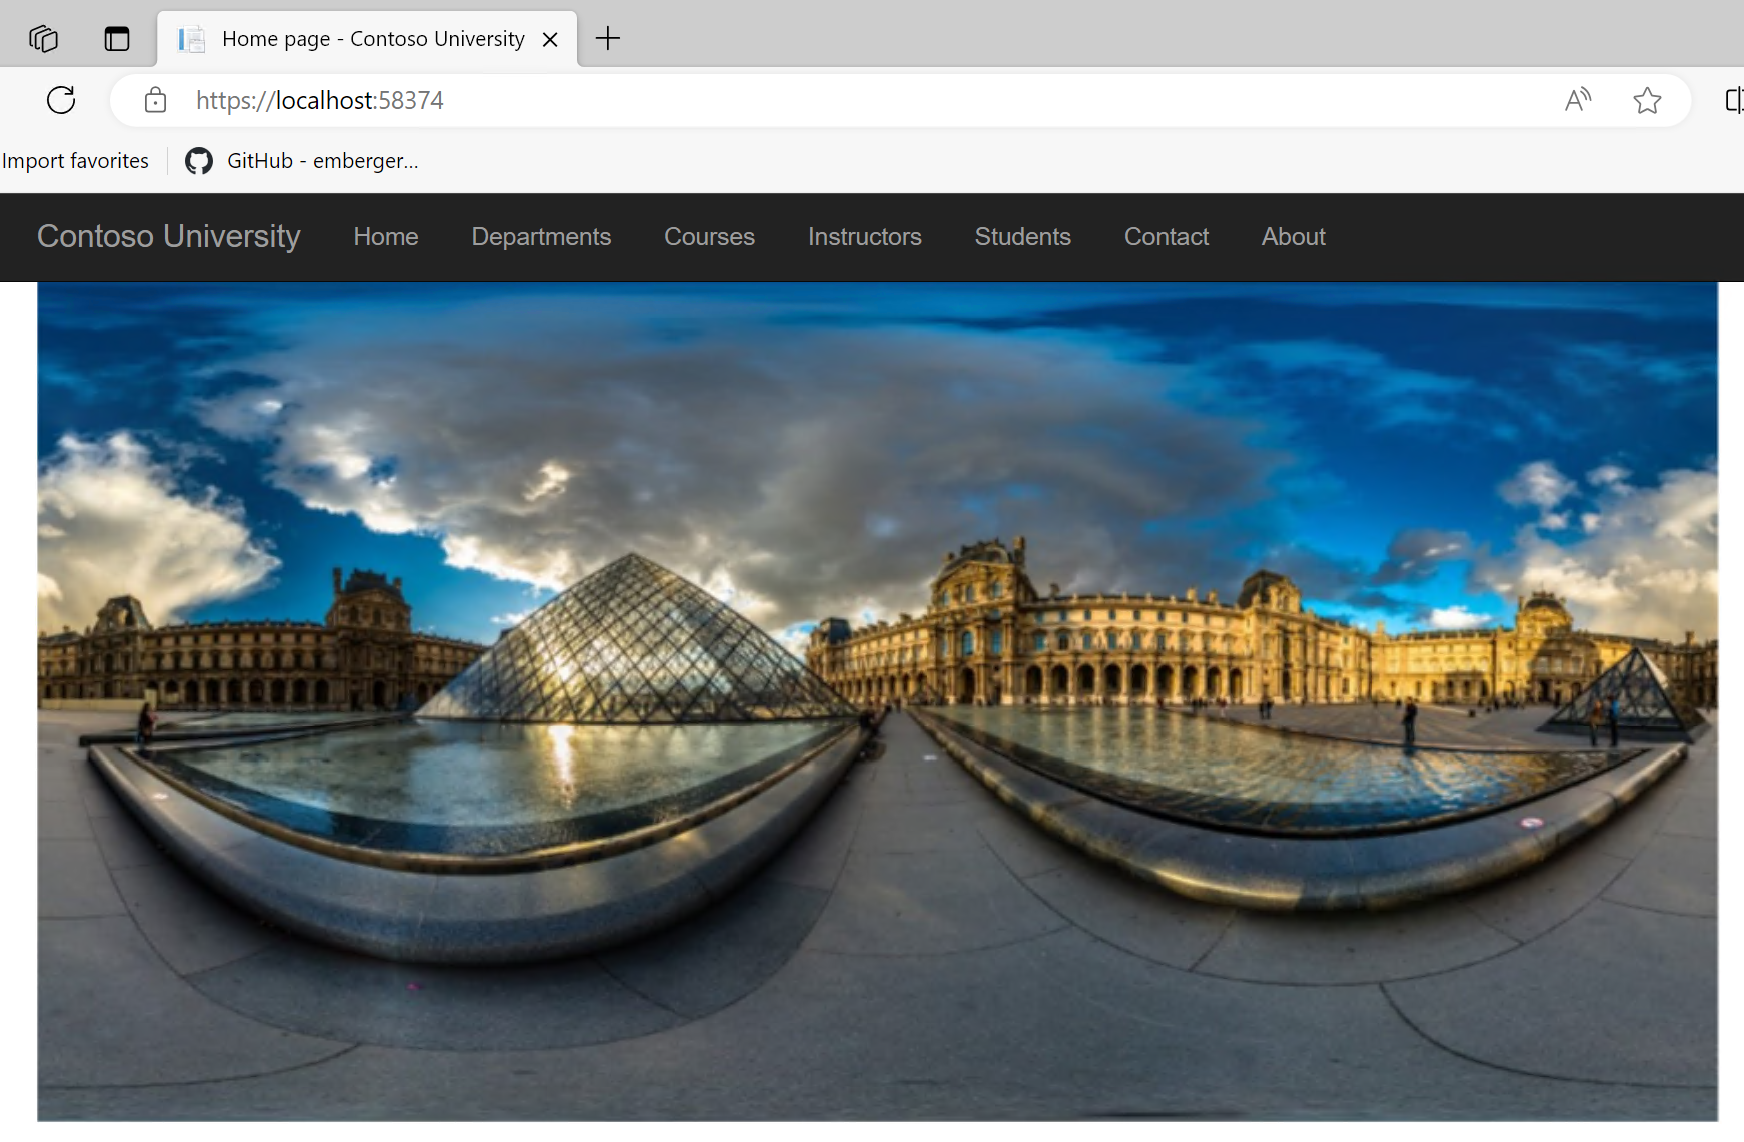 Home page - Contoso University
https://localhost:58374
Import favorites
GitHub - emberger...
Contoso University Home Departments Courses Instructors Students Contact About